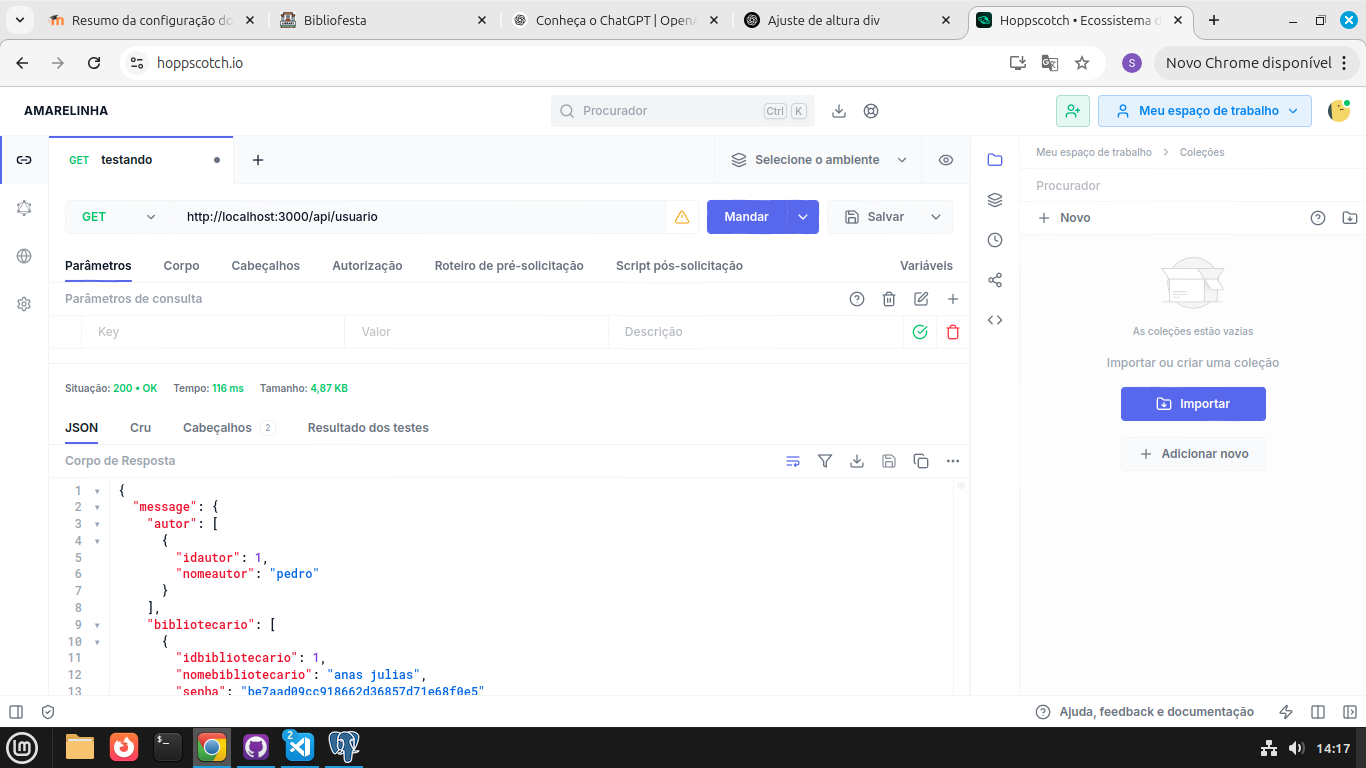 Resumo da configuração do
Bibliofesta
Conheça o ChatGPT | OpenA
Ajuste de altura div
Hoppscotch • Ecossistema d
hoppscotch.io
S
Novo Chrome disponível
AMARELINHA
Procurador
Ctrl K
Meu espaço de trabalho
GET testando
Selecione o ambiente
Meu espaço de trabalho
Coleções
Procurador
GET
http://localhost:3000/api/usuario
Mandar
Salvar
Novo
Parâmetros
Corpo
Cabeçalhos
Autorização
Roteiro de pré-solicitação
Script pós-solicitação
Variáveis
Parâmetros de consulta
Key
Valor
Descrição
As coleções estão vazias
Importar ou criar uma coleção
Importar
Adicionar novo
Situação: 200 • OK
Tempo: 116 ms
Tamanho: 4,87 KB
JSON
Cru
Cabeçalhos 2
Resultado dos testes
Corpo de Resposta
1 {
2 "message": {
3 "autor": [
4 {
5 "idautor": 1,
6 "nomeautor": "pedro"
7 }
8 ],
9 "bibliotecario": [
10 {
11 "idbibliotecario": 1,
12 "nomebibliotecario": "anas julias",
13 "senha": "be7aad09cc918662d36857d71e68f0e5"
Ajuda, feedback e documentação
$_
2
14:17